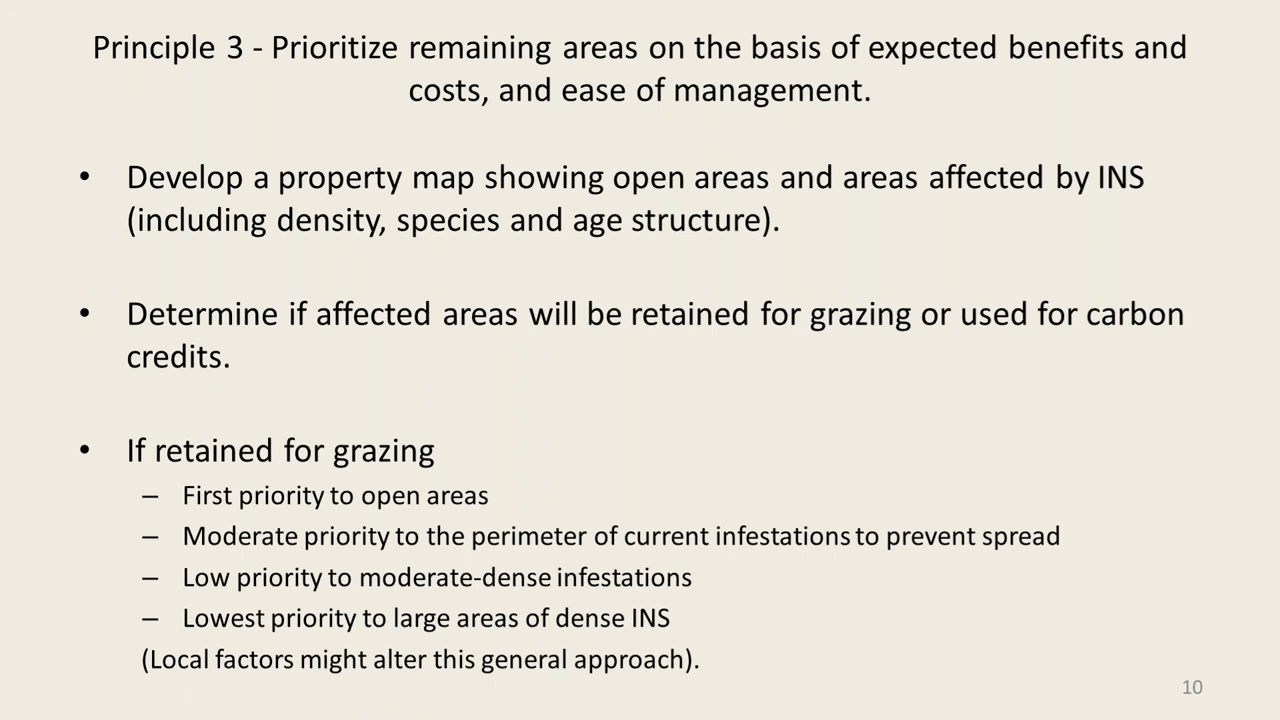 Principle 3 - Prioritize remaining areas on the basis of expected benefits and
costs, and ease of management.
• Develop a property map showing open areas and areas affected by INS
(including density, species and age structure).
• Determine if affected areas will be retained for grazing or used for carbon
credits.
• If retained for grazing
– First priority to open areas
– Moderate priority to the perimeter of current infestations to prevent spread
– Low priority to moderate-dense infestations
– Lowest priority to large areas of dense INS
(Local factors might alter this general approach).
10